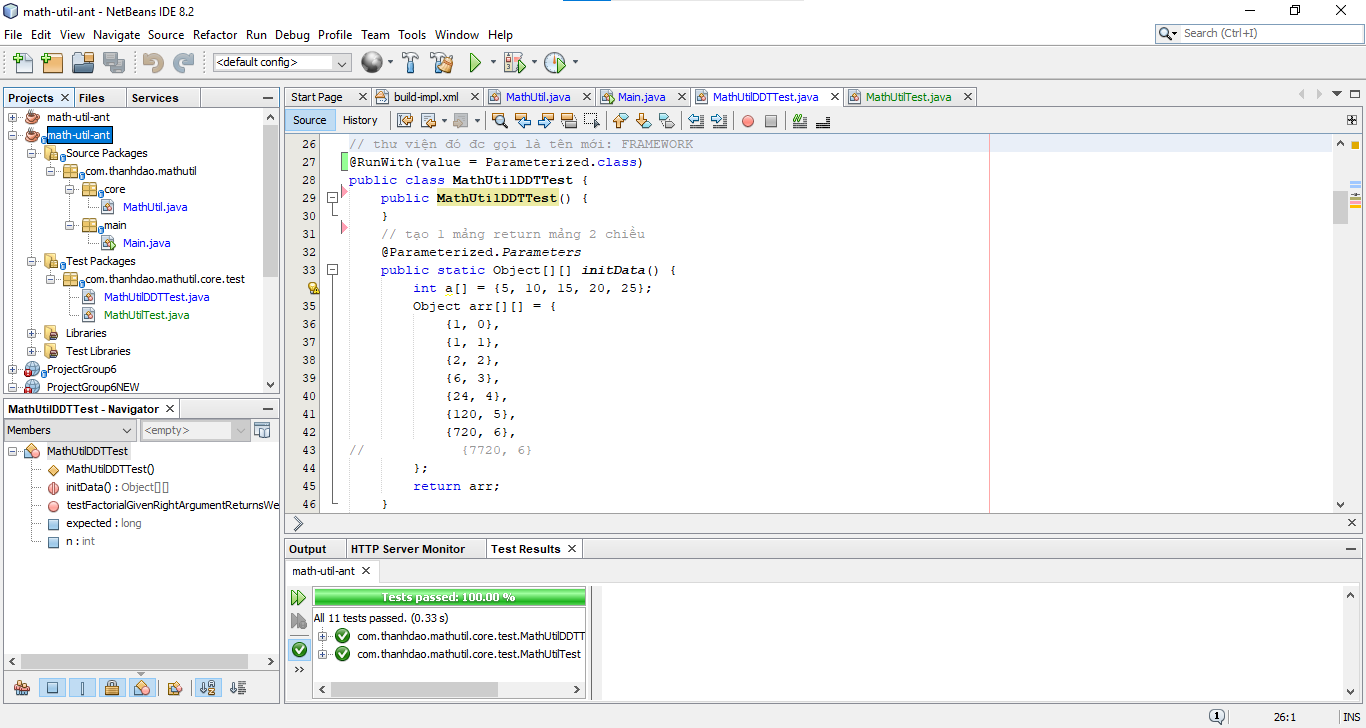 math-util-ant - NetBeans IDE 8.2
File Edit View Navigate Source Refactor Run Debug Profile Team Tools Window Help
Search (Ctrl+I)
<default config>
Projects Files Services
math-util-ant
math-util-ant
Source Packages
com.thanhdao.mathutil
core
MathUtil.java
main
Main.java
Test Packages
com.thanhdao.mathutil.core.test
MathUtilDDTTest.java
MathUtilTest.java
Libraries
Test Libraries
ProjectGroup6
ProjectGroup6NEW
MathUtilDDTTest - Navigator
Members <empty>
MathUtilDDTTest
MathUtilDDTTest()
initData() : Object[][]
testFactorialGivenRightArgumentReturnsWe
expected : long
n : int
Start Page build-impl.xml MathUtil.java Main.java MathUtilDDTTest.java MathUtilTest.java
Source History
26 // thư viện đó đc gọi là tên mới: FRAMEWORK
27 @RunWith(value = Parameterized.class)
28 public class MathUtilDDTTest {
29 public MathUtilDDTTest() {
30 }
31 // tạo 1 mảng return mảng 2 chiều
32 @Parameterized.Parameters
33 public static Object[][] initData() {
int a[] = {5, 10, 15, 20, 25};
35 Object arr[][] = {
36 {1, 0},
37 {1, 1},
38 {2, 2},
39 {6, 3},
40 {24, 4},
41 {120, 5},
42 {720, 6},
43 // {7720, 6}
44 };
45 return arr;
46 }
Output HTTP Server Monitor Test Results
math-util-ant
Tests passed: 100.00 %
All 11 tests passed. (0.33 s)
com.thanhdao.mathutil.core.test.MathUtilDDTT
com.thanhdao.mathutil.core.test.MathUtilTest
1 26:1 INS